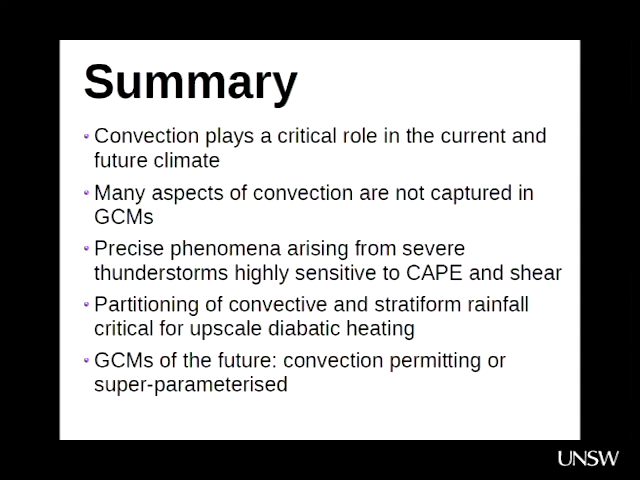 Summary
Convection plays a critical role in the current and
future climate
Many aspects of convection are not captured in
GCMs
Precise phenomena arising from severe
thunderstorms highly sensitive to CAPE and shear
Partitioning of convective and stratiform rainfall
critical for upscale diabatic heating
GCMs of the future: convection permitting or
super-parameterised
UNSW